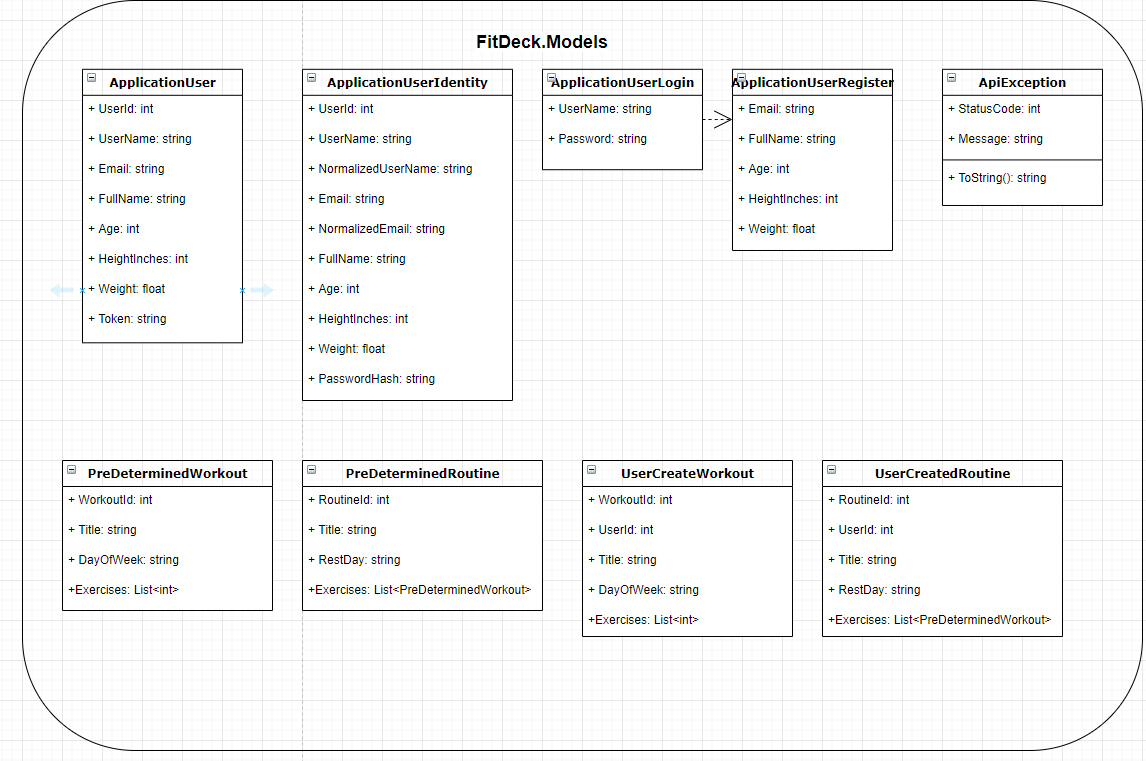 FitDeck.Models
ApplicationUser
+ UserId: int
+ UserName: string
+ Email: string
+ FullName: string
+ Age: int
+ HeightInches: int
+ Weight: float
+ Token: string
ApplicationUserIdentity
+ UserId: int
+ UserName: string
+ NormalizedUserName: string
+ Email: string
+ NormalizedEmail: string
+ FullName: string
+ Age: int
+ HeightInches: int
+ Weight: float
+ PasswordHash: string
ApplicationUserLogin
+ UserName: string
+ Password: string
ApplicationUserRegister
+ Email: string
+ FullName: string
+ Age: int
+ HeightInches: int
+ Weight: float
ApiException
+ StatusCode: int
+ Message: string
+ ToString(): string
PreDeterminedWorkout
+ WorkoutId: int
+ Title: string
+ DayOfWeek: string
+Exercises: List<int>
PreDeterminedRoutine
+ RoutineId: int
+ Title: string
+ RestDay: string
+Exercises: List<PreDeterminedWorkout>
UserCreateWorkout
+ WorkoutId: int
+ UserId: int
+ Title: string
+ DayOfWeek: string
+Exercises: List<int>
UserCreatedRoutine
+ RoutineId: int
+ UserId: int
+ Title: string
+ RestDay: string
+Exercises: List<PreDeterminedWorkout>